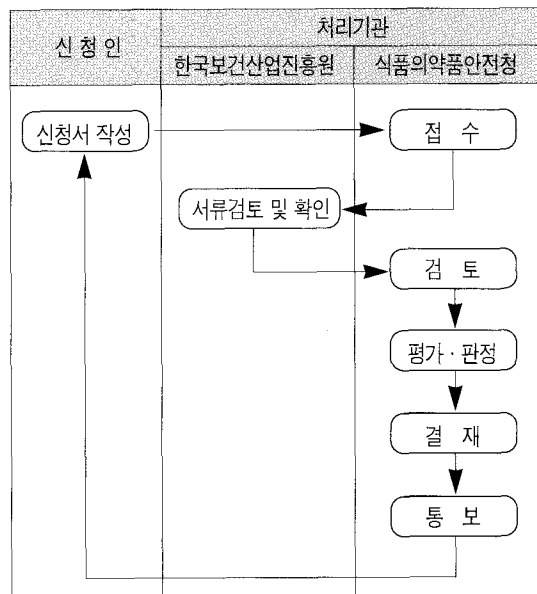 신 청 인
처리기관
한국보건산업진흥원
식품의약품안전청
신청서 작성
접 수
서류검토 및 확인
검 토
평가 · 판정
결 재
통 보